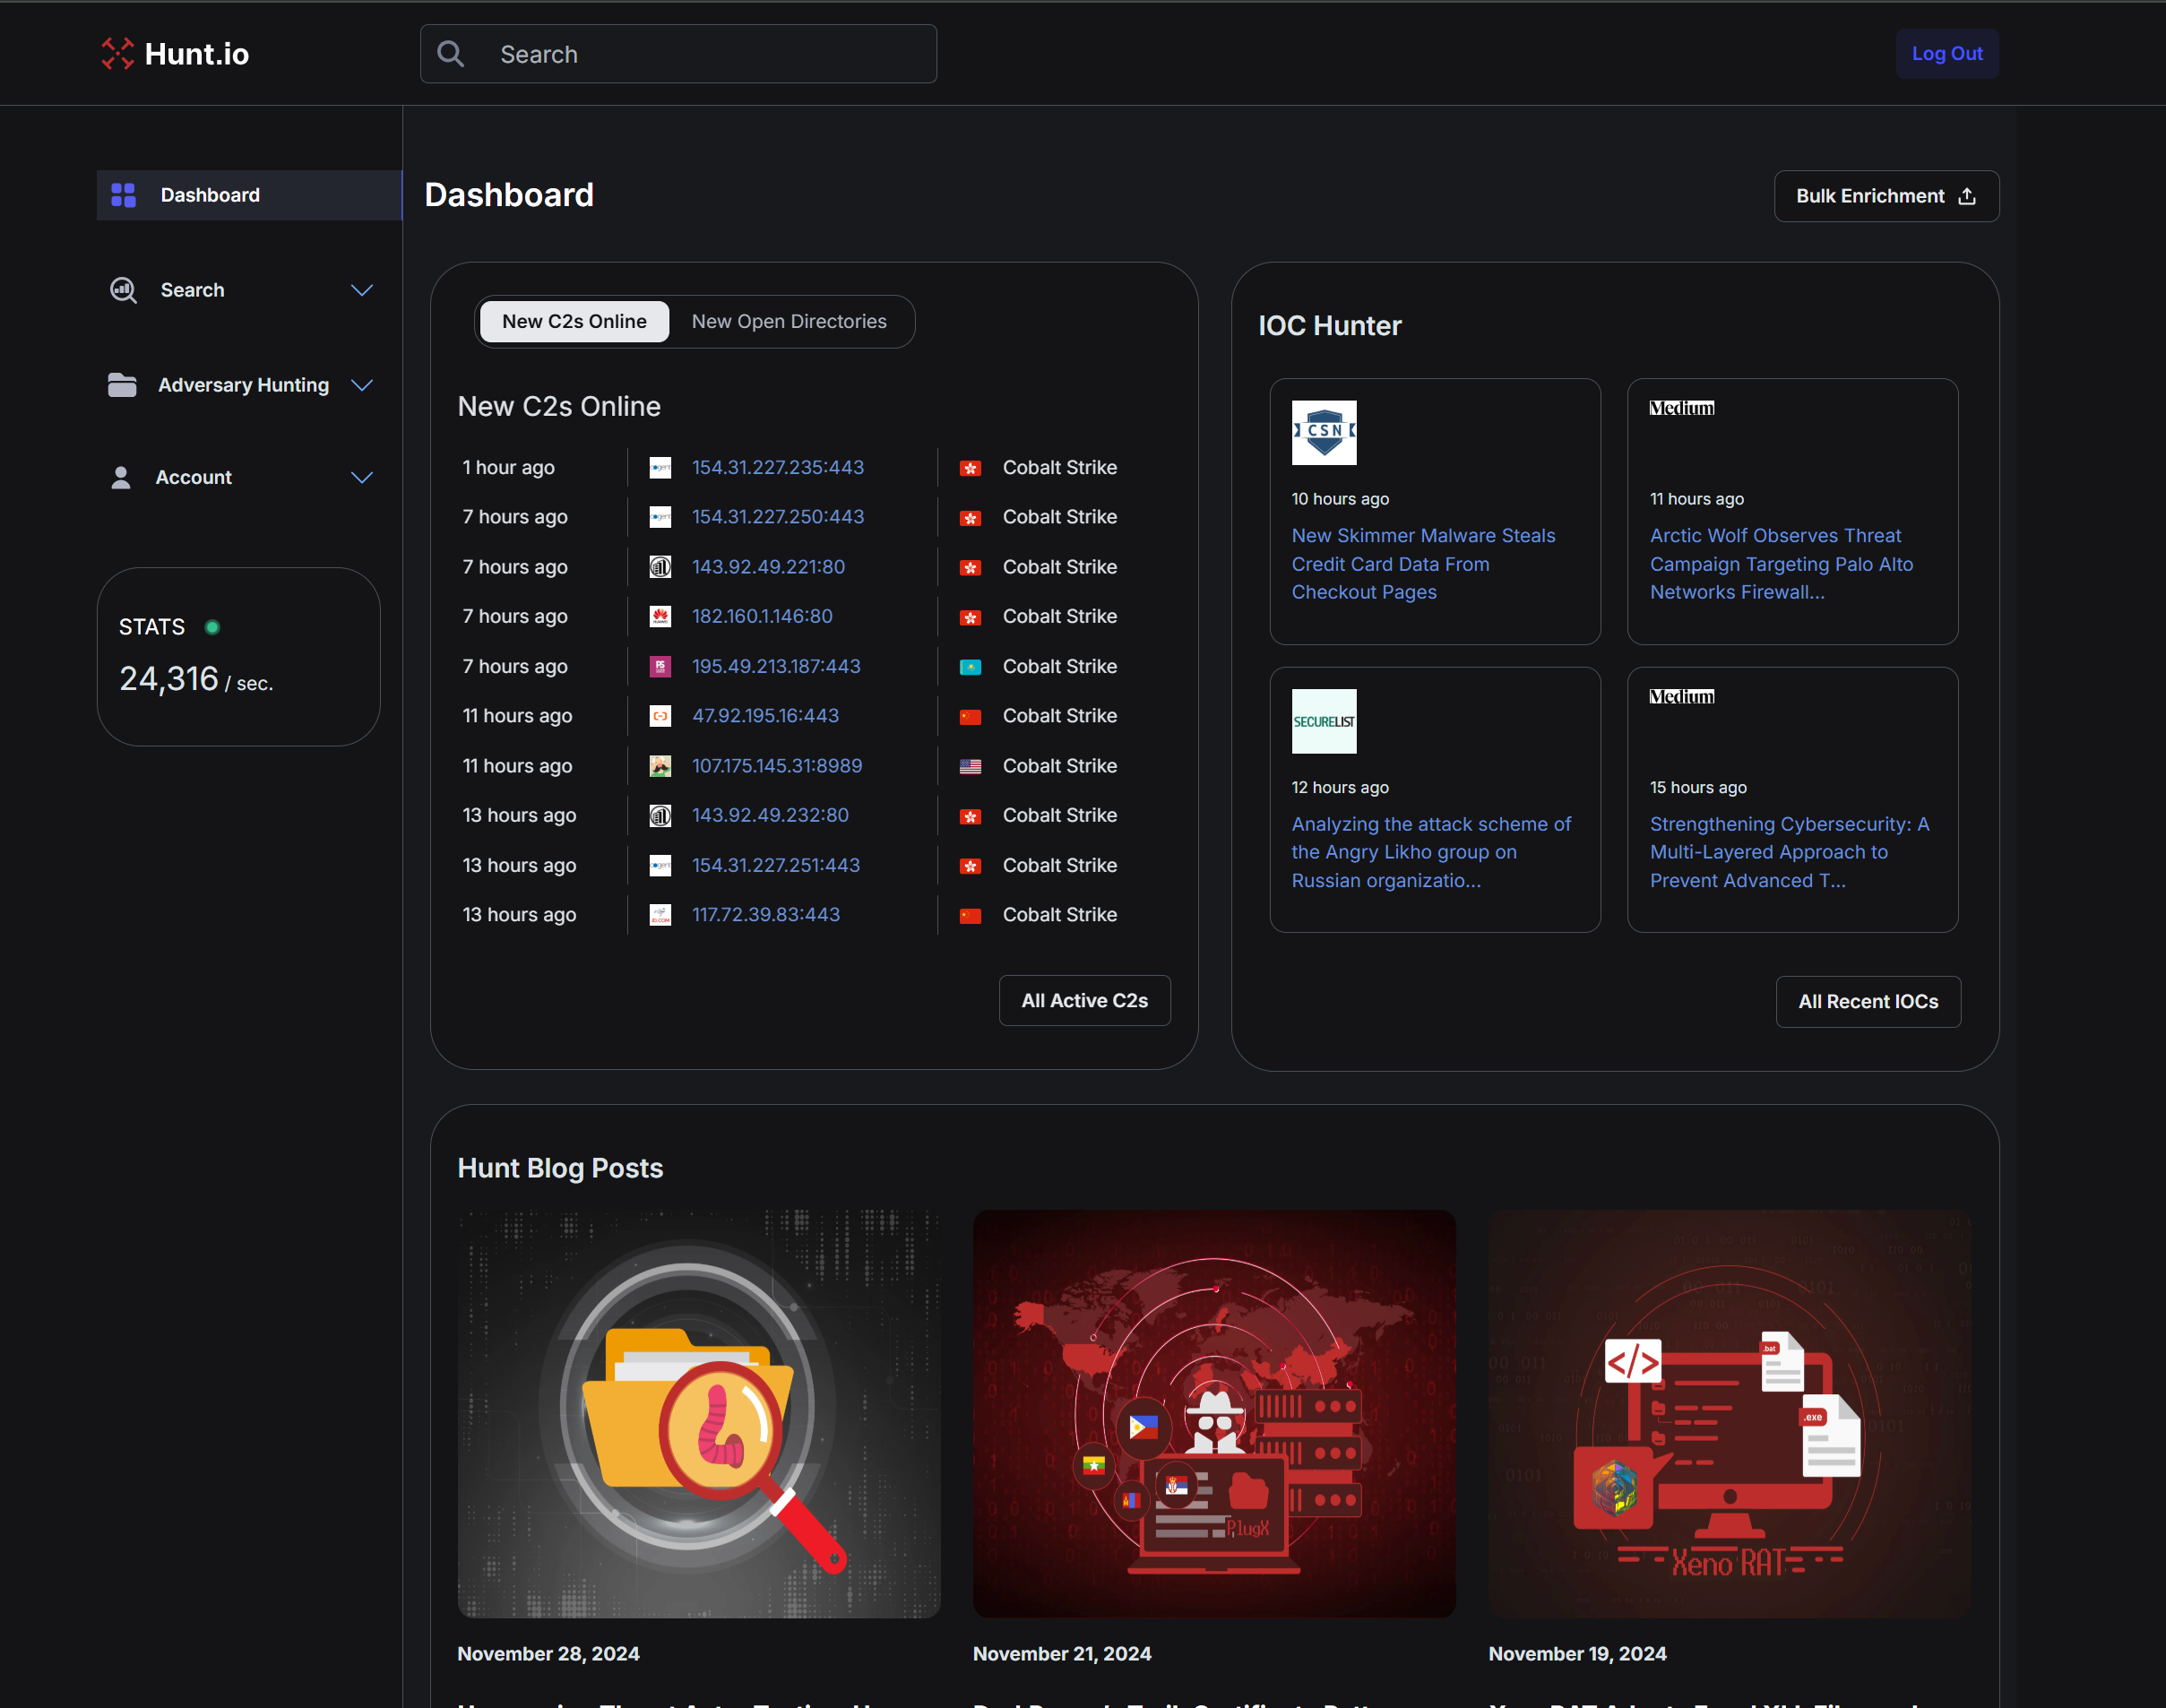 Hunt.io
Search
Log Out
Dashboard
Search
Adversary Hunting
Account
STATS
24,316 / sec.
Dashboard
Bulk Enrichment
New C2s Online
New Open Directories
New C2s Online
1 hour ago 154.31.227.235:443 Cobalt Strike
7 hours ago 154.31.227.250:443 Cobalt Strike
7 hours ago 143.92.49.221:80 Cobalt Strike
7 hours ago 182.160.1.146:80 Cobalt Strike
7 hours ago 195.49.213.187:443 Cobalt Strike
11 hours ago 47.92.195.16:443 Cobalt Strike
11 hours ago 107.175.145.31:8989 Cobalt Strike
13 hours ago 143.92.49.232:80 Cobalt Strike
13 hours ago 154.31.227.251:443 Cobalt Strike
13 hours ago 117.72.39.83:443 Cobalt Strike
All Active C2s
IOC Hunter
CSN
10 hours ago
New Skimmer Malware Steals
Credit Card Data From
Checkout Pages
Medium
11 hours ago
Arctic Wolf Observes Threat
Campaign Targeting Palo Alto
Networks Firewall...
SECURELIST
12 hours ago
Analyzing the attack scheme of
the Angry Likho group on
Russian organizatio...
Medium
15 hours ago
Strengthening Cybersecurity: A
Multi-Layered Approach to
Prevent Advanced T...
All Recent IOCs
Hunt Blog Posts
PlugX
</>
.bat
.exe
Xeno RAT
November 28, 2024
November 21, 2024
November 19, 2024